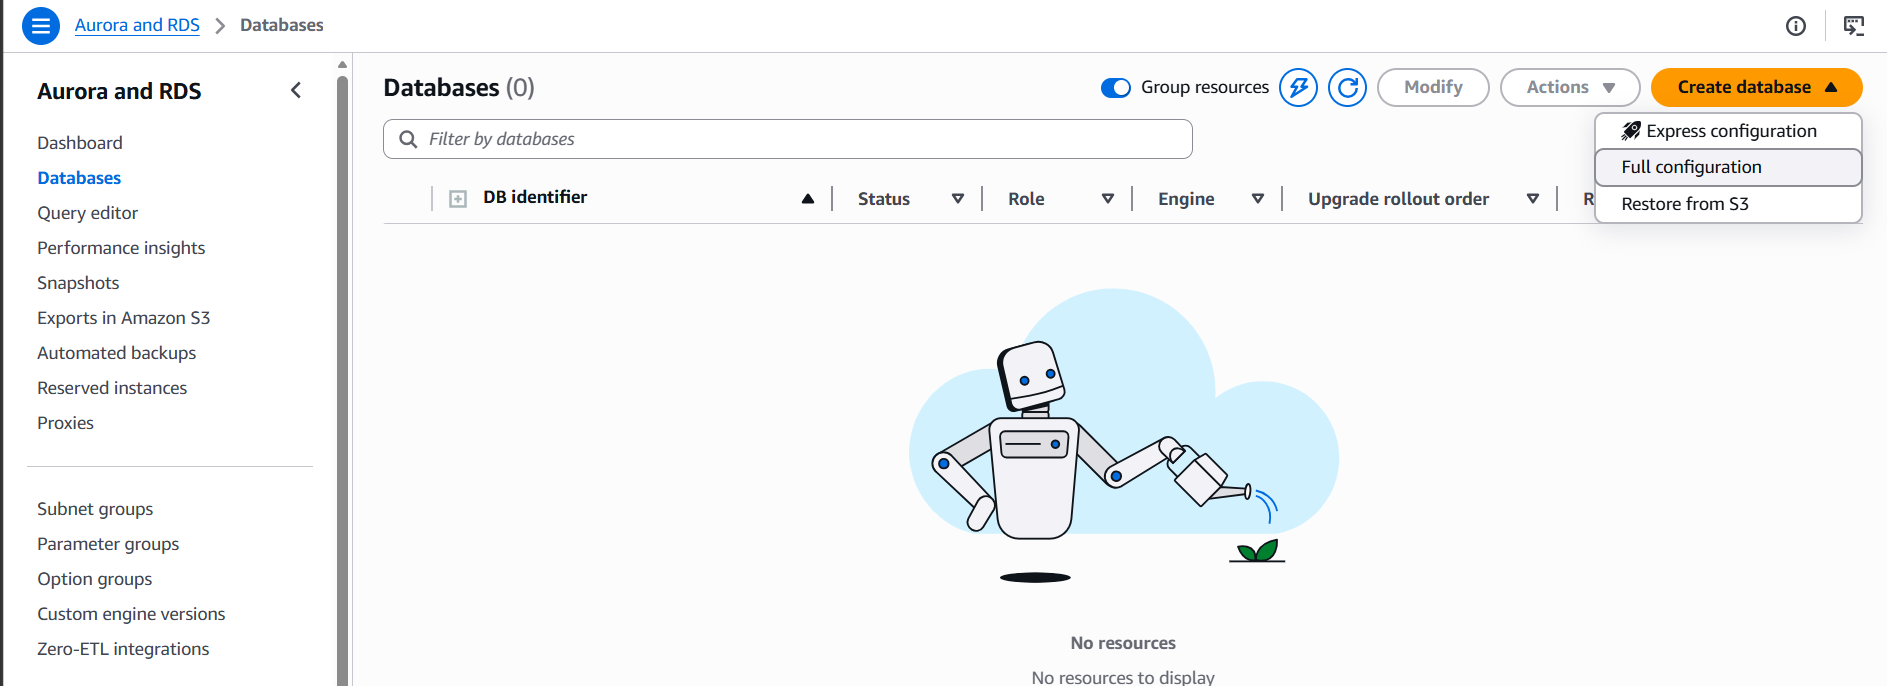 Aurora and RDS > Databases
Aurora and RDS
Dashboard
Databases
Query editor
Performance insights
Snapshots
Exports in Amazon S3
Automated backups
Reserved instances
Proxies
Subnet groups
Parameter groups
Option groups
Custom engine versions
Zero-ETL integrations
Databases (0)
Group resources
Modify
Actions
Create database
Express configuration
Full configuration
Restore from S3
Filter by databases
DB identifier Status Role Engine Upgrade rollout order
No resources
No resources to display